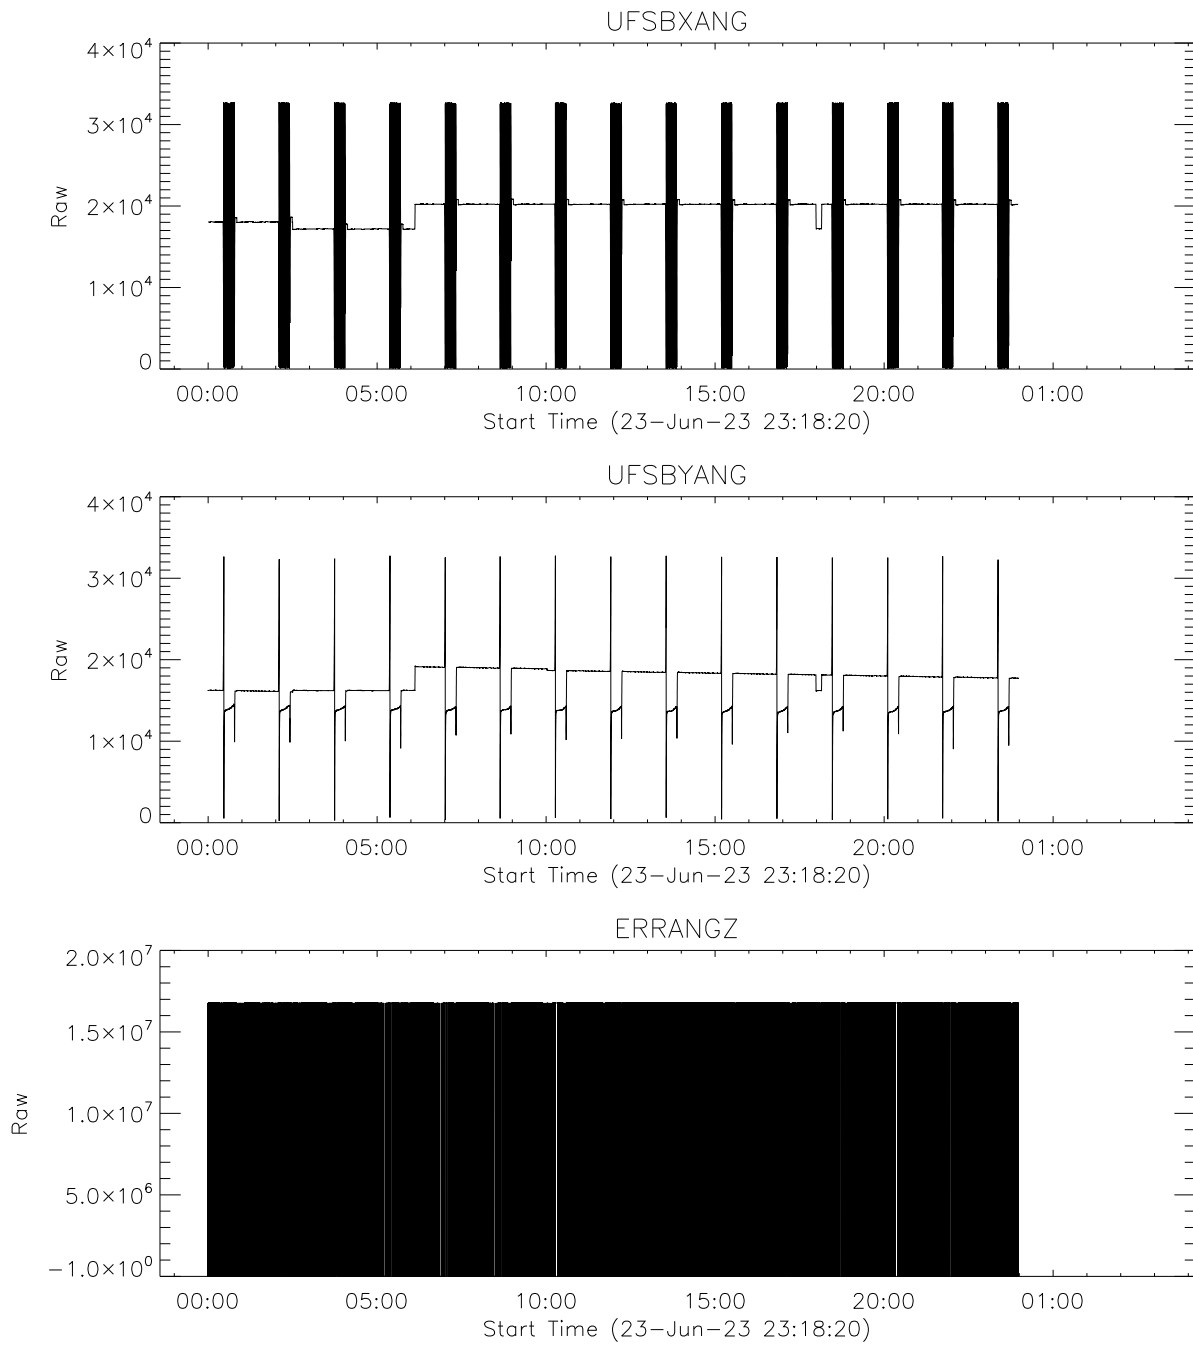 UFSBXANG
4×10⁴
3×10⁴
2×10⁴
1×10⁴
0
Raw
00:00 05:00 10:00 15:00 20:00 01:00
Start Time (23-Jun-23 23:18:20)
UFSBYANG
4×10⁴
3×10⁴
2×10⁴
1×10⁴
0
Raw
00:00 05:00 10:00 15:00 20:00 01:00
Start Time (23-Jun-23 23:18:20)
ERRANGZ
2.0×10⁷
1.5×10⁷
1.0×10⁷
5.0×10⁶
-1.0×10⁰
Raw
00:00 05:00 10:00 15:00 20:00 01:00
Start Time (23-Jun-23 23:18:20)